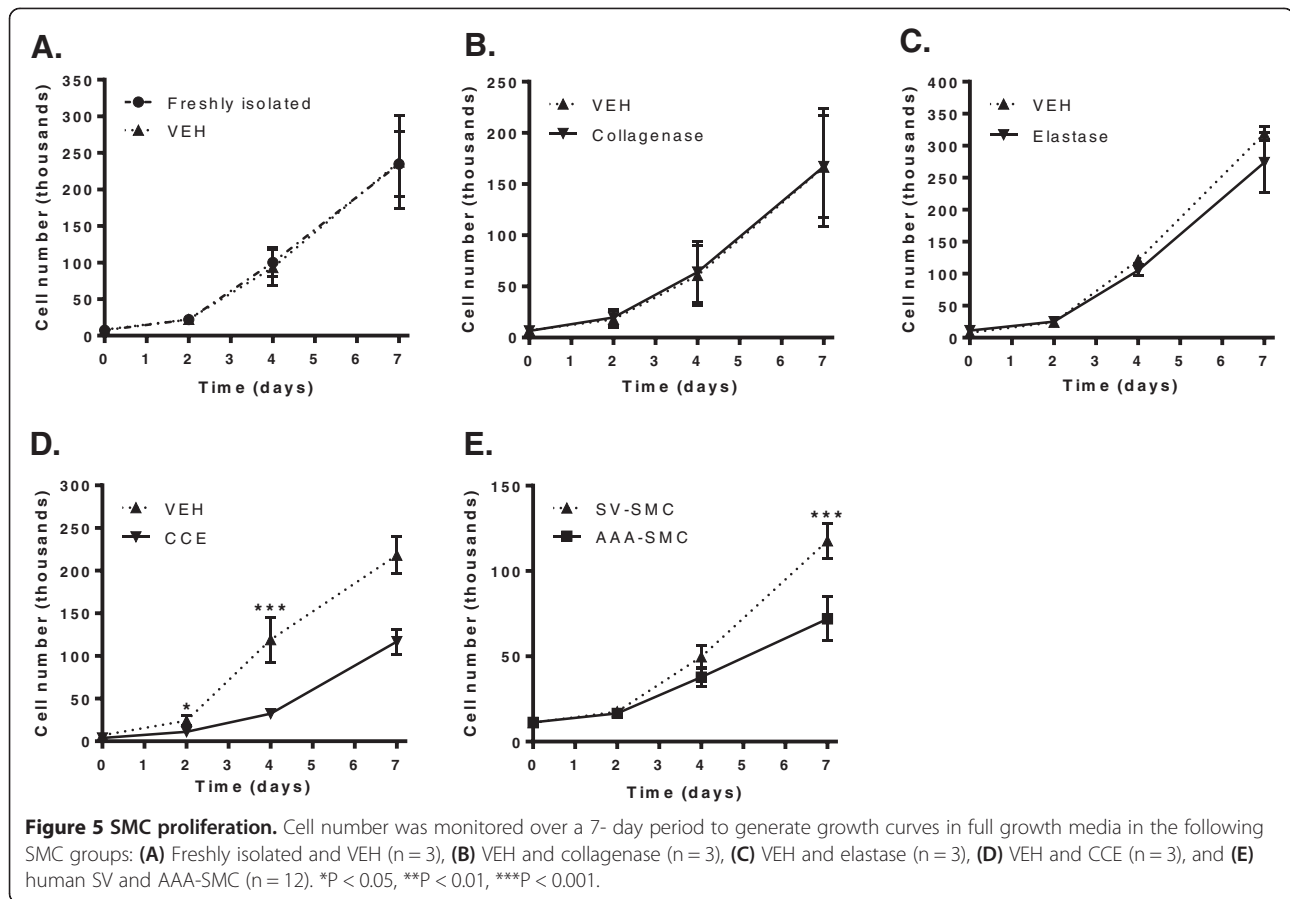 A.
350
300
250
200
150
100
50
0
Cell number (thousands)
Freshly isolated
VEH
0 1 2 3 4 5 6 7
Time (days)
B.
250
200
150
100
50
0
Cell number (thousands)
VEH
Collagenase
0 1 2 3 4 5 6 7
Time (days)
C.
400
350
300
250
200
150
100
50
0
Cell number (thousands)
VEH
Elastase
0 1 2 3 4 5 6 7
Time (days)
D.
300
250
200
150
100
50
0
Cell number (thousands)
VEH
CCE
*
***
0 1 2 3 4 5 6 7
Time (days)
E.
150
100
50
0
Cell number (thousands)
SV-SMC
AAA-SMC
***
0 1 2 3 4 5 6 7
Time (days)
Figure 5 SMC proliferation. Cell number was monitored over a 7- day period to generate growth curves in full growth media in the following
SMC groups: (A) Freshly isolated and VEH (n = 3), (B) VEH and collagenase (n = 3), (C) VEH and elastase (n = 3), (D) VEH and CCE (n = 3), and (E)
human SV and AAA-SMC (n = 12). *P < 0.05, **P < 0.01, ***P < 0.001.